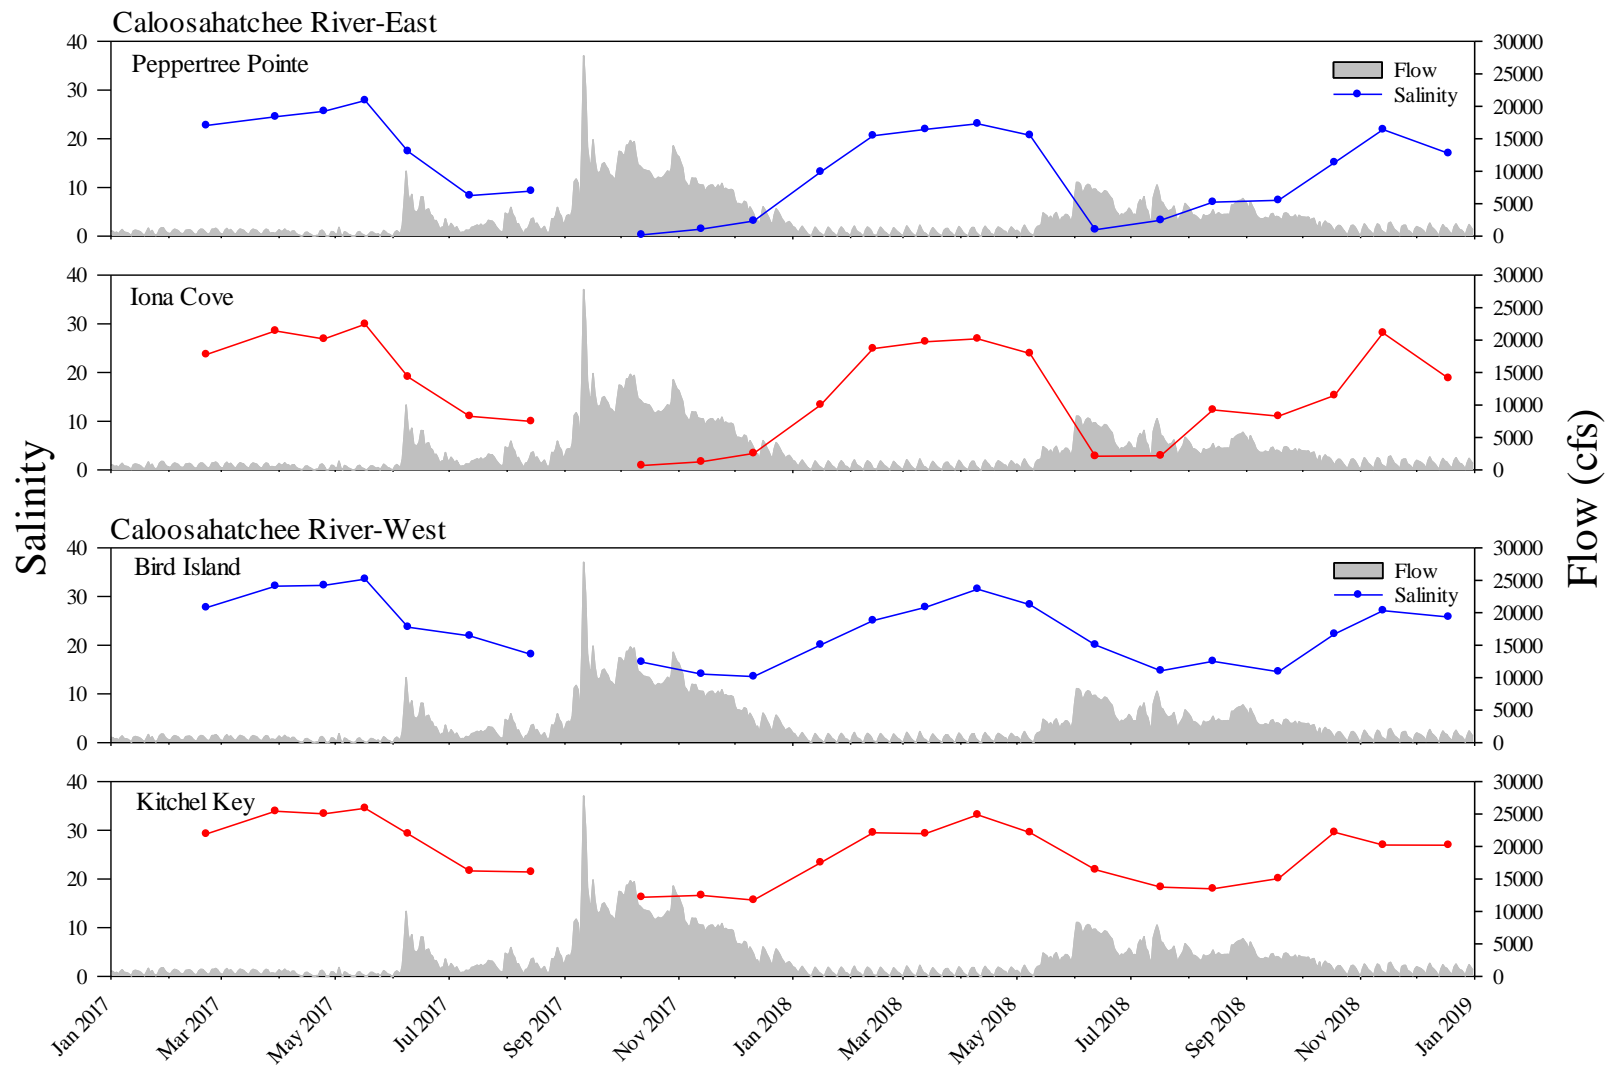 Caloosahatchee River-East
Peppertree Pointe
Flow
Salinity
40
30
20
10
0
30000
25000
20000
15000
10000
5000
0
Iona Cove
40
30
20
10
0
30000
25000
20000
15000
10000
5000
0
Salinity
Flow (cfs)
Caloosahatchee River-West
Bird Island
Flow
Salinity
40
30
20
10
0
30000
25000
20000
15000
10000
5000
0
Kitchel Key
40
30
20
10
0
30000
25000
20000
15000
10000
5000
0
Jan 2017
Mar 2017
May 2017
Jul 2017
Sep 2017
Nov 2017
Jan 2018
Mar 2018
May 2018
Jul 2018
Sep 2018
Nov 2018
Jan 2019